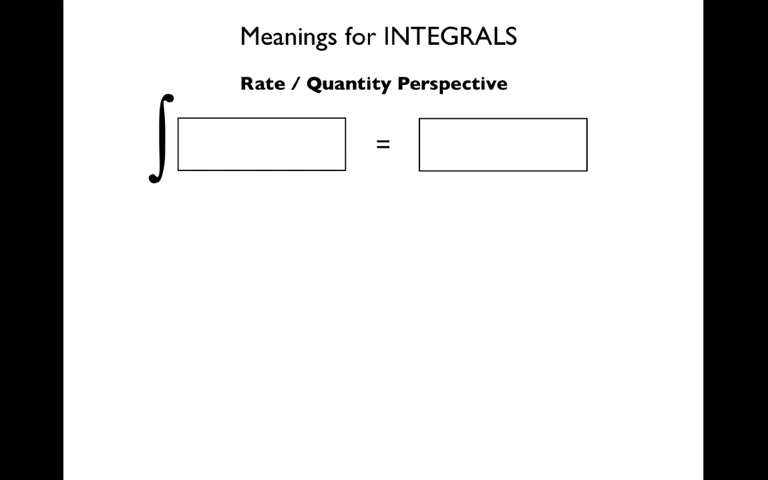 Meanings for INTEGRALS
Rate / Quantity Perspective
∫ =